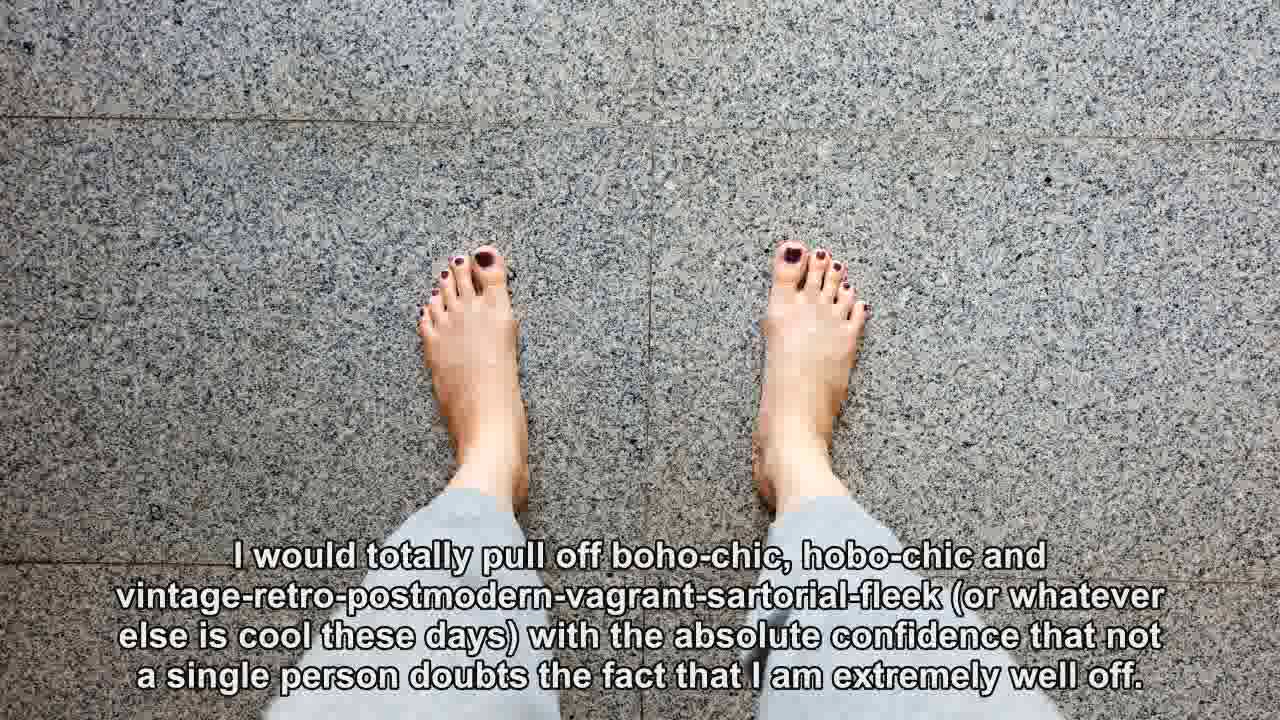 I would totally pull off boho-chic, hobo-chic and
vintage-retro-postmodern-vagrant-sartorial-fleek (or whatever
else is cool these days) with the absolute confidence that not
a single person doubts the fact that I am extremely well off.